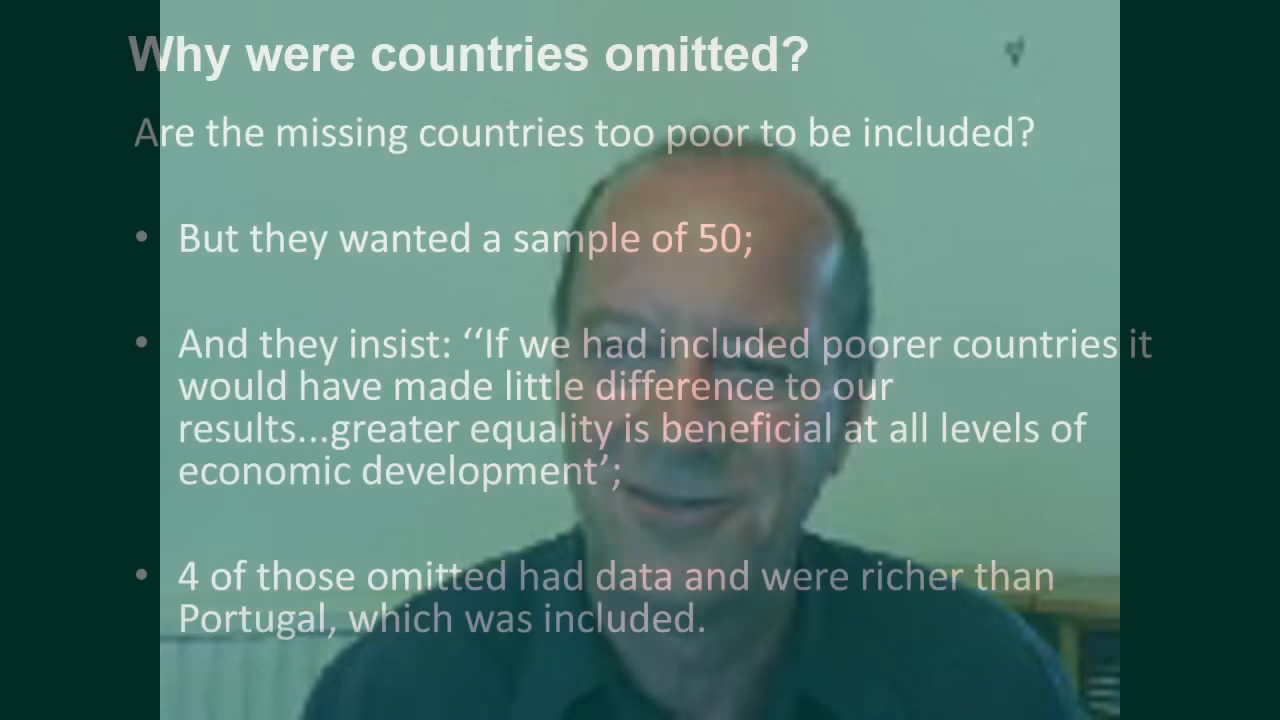 Why were countries omitted?
Are the missing countries too poor to be included?
• But they wanted a sample of 50;
• And they insist: ‘‘If we had included poorer countries it
would have made little difference to our
results...greater equality is beneficial at all levels of
economic development’;
• 4 of those omitted had data and were richer than
Portugal, which was included.